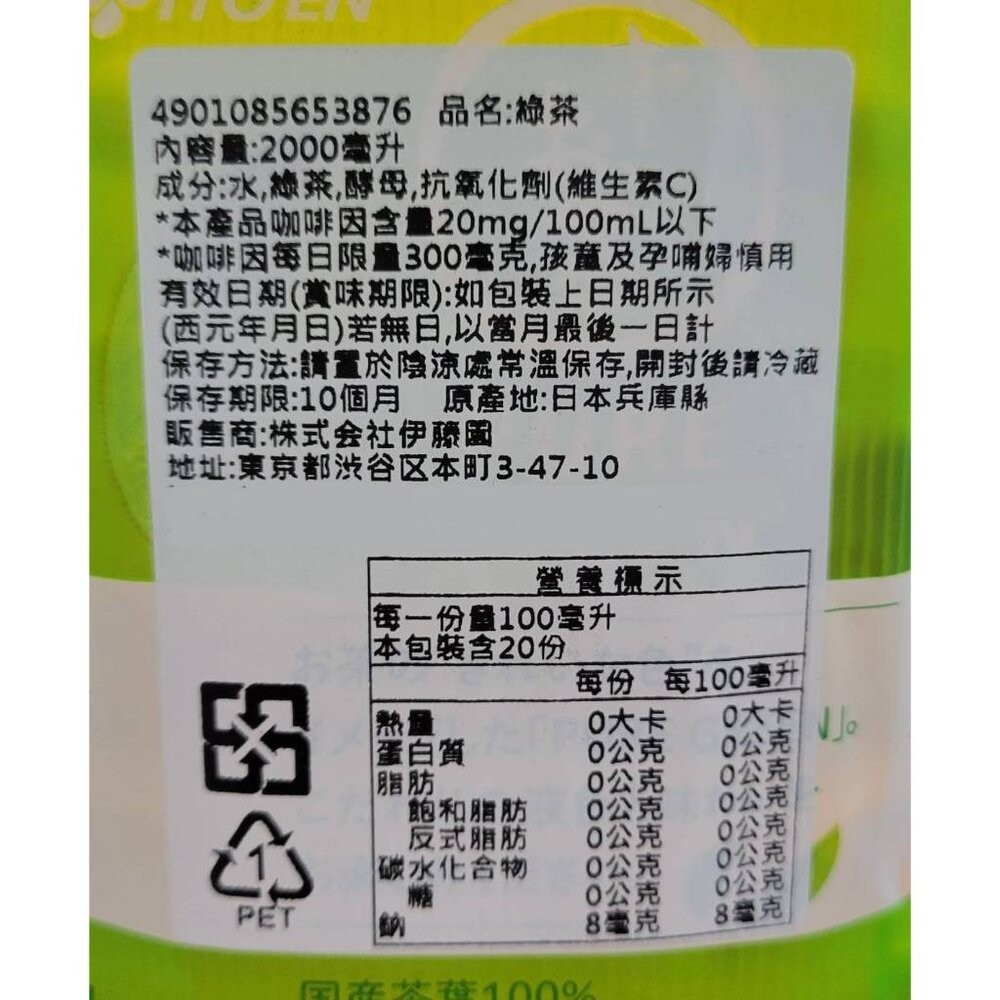 ITO EN
4901085653876 品名:綠茶
內容量:2000毫升
成分:水,綠茶,酵母,抗氧化劑(維生素C)
*本產品咖啡因含量20mg/100mL以下
*咖啡因每日限量300毫克,孩童及孕哺婦慎用
有效日期(賞味期限):如包裝上日期所示
(西元年月日)若無日,以當月最後一日計
保存方法:請置於陰涼處常溫保存,開封後請冷藏
保存期限:10個月 原產地:日本兵庫縣
販售商:株式会社伊藤園
地址:東京都渋谷区本町3-47-10
營養標示
每一份量100毫升
本包裝含20份
每份 每100毫升
熱量 0大卡 0大卡
蛋白質 0公克 0公克
脂肪 0公克 0公克
飽和脂肪 0公克 0公克
反式脂肪 0公克 0公克
碳水化合物 0公克 0公克
糖 0公克 0公克
鈉 8毫克 8毫克
1
PET
N」。
国産茶葉100%